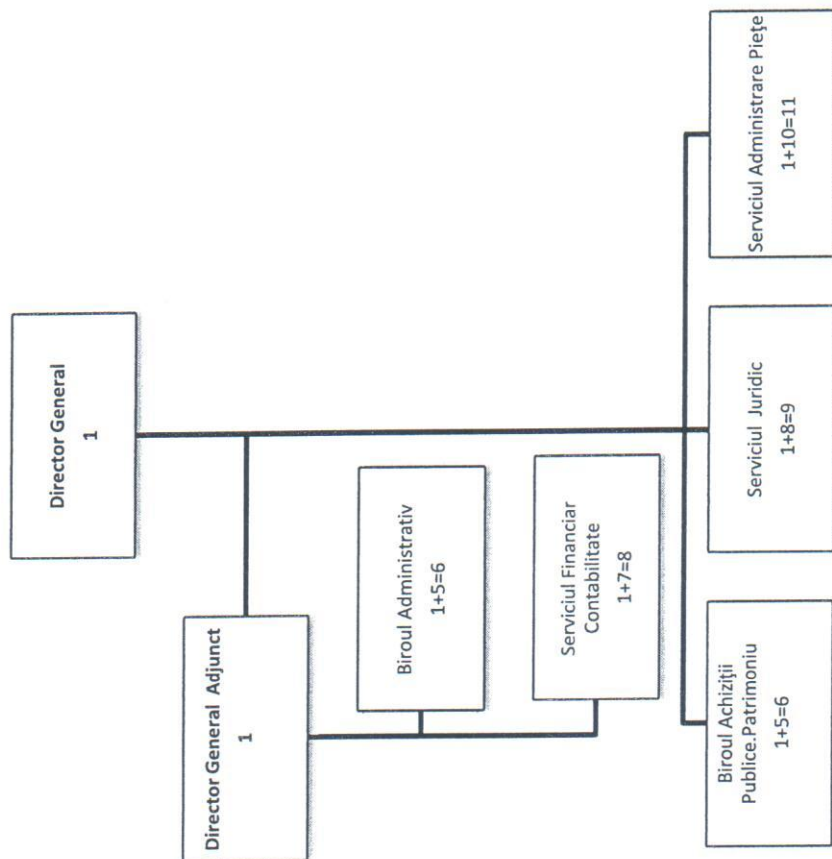 Director General
1
Director General Adjunct
1
Biroul Administrativ
1+5=6
Serviciul Financiar
Contabilitate
1+7=8
Biroul Achiziţii
Publice.Patrimoniu
1+5=6
Serviciul Juridic
1+8=9
Serviciul Administrare Pieţe
1+10=11